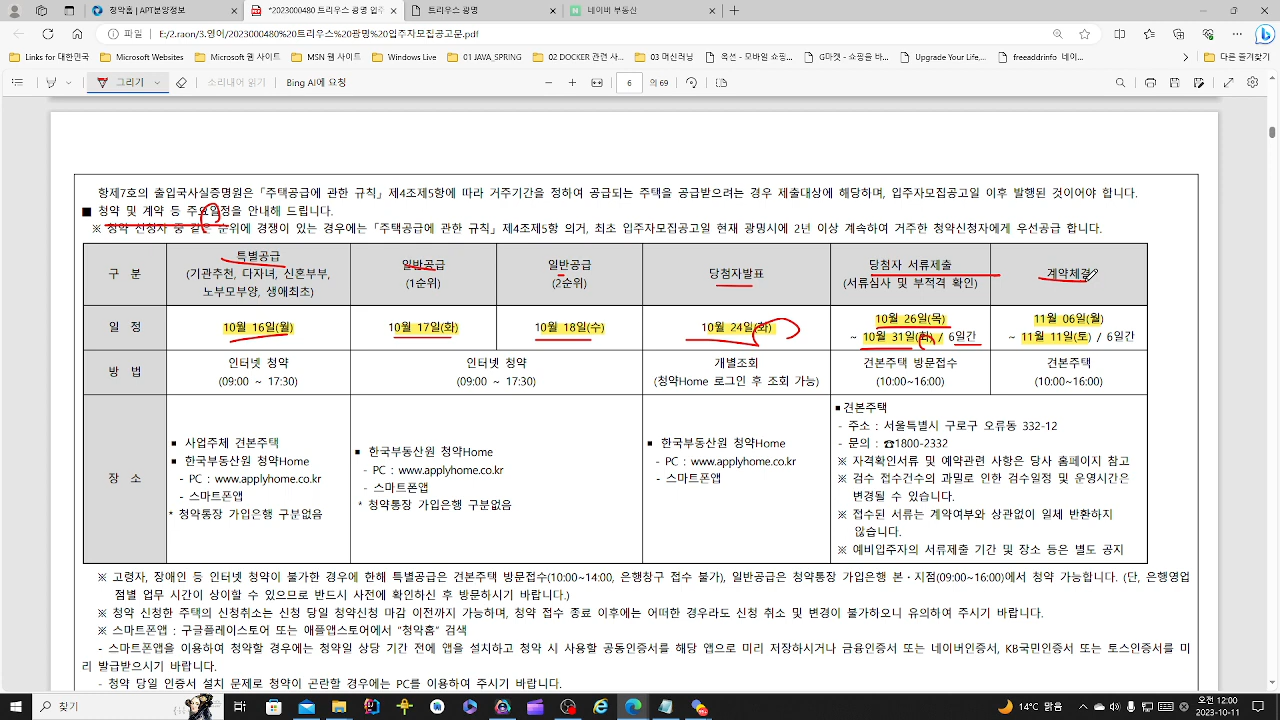 청약홈 | APT분양정보
*2023000480 트리우스 광명 입주
트리우스 광명
네이버 부동산
파일 | E:/2.raon/3.영어/2023000480%20트리우스%20광명%20입주자모집공고문.pdf
Links for 대한민국
Microsoft Websites
Microsoft 웹 사이트
MSN 웹 사이트
Windows Live
01 JAVA_SPRING
02 DOCKER 관련 사...
03 머신러닝
옥션 - 모바일 쇼핑...
G마켓 - 쇼핑을 바...
Upgrade Your Life,...
freeaddrinfo 네이...
다른 즐겨찾기
그리기
소리내어 읽기
Bing AI에 요청
6 의 69
항제7호의 출입국사실증명원은「주택공급에 관한 규칙」제4조제5항에 따라 거주기간을 정하여 공급되는 주택을 공급받으려는 경우 제출대상에 해당하며, 입주자모집공고일 이후 발행된 것이어야 합니다.
■ 청약 및 계약 등 주요일정을 안내해 드립니다.
※ 청약 신청자 중 같은 순위에 경쟁이 있는 경우에는「주택공급에 관한 규칙」제4조제5항 의거, 최소 입주자모집공고일 현재 광명시에 2년 이상 계속하여 거주한 청약신청자에게 우선공급 합니다.
구 분
특별공급
(기관추천, 다자녀, 신혼부부,
노부모부양, 생애최초)
일반공급
(1순위)
일반공급
(2순위)
당첨자발표
당첨자 서류제출
(서류심사 및 부적격 확인)
계약체결
일 정
10월 16일(월)
10월 17일(화)
10월 18일(수)
10월 24일(화)
10월 26일(목)
~ 10월 31일(화) / 6일간
11월 06일(월)
~ 11월 11일(토) / 6일간
방 법
인터넷 청약
(09:00 ~ 17:30)
인터넷 청약
(09:00 ~ 17:30)
개별조회
(청약Home 로그인 후 조회 가능)
견본주택 방문접수
(10:00~16:00)
견본주택
(10:00~16:00)
장 소
■ 사업주체 견본주택
■ 한국부동산원 청약Home
- PC : www.applyhome.co.kr
- 스마트폰앱
* 청약통장 가입은행 구분없음
■ 한국부동산원 청약Home
- PC : www.applyhome.co.kr
- 스마트폰앱
* 청약통장 가입은행 구분없음
■ 한국부동산원 청약Home
- PC : www.applyhome.co.kr
- 스마트폰앱
■ 견본주택
- 주소 : 서울특별시 구로구 오류동 332-12
- 문의 : ☎1800-2332
※ 자격확인서류 및 예약관련 사항은 당사 홈페이지 참고
※ 검수 접수건수의 과밀로 인한 검수일정 및 운영시간은
변경될 수 있습니다.
※ 접수된 서류는 계약여부와 상관없이 일체 반환하지
않습니다.
※ 예비입주자의 서류제출 기간 및 장소 등은 별도 공지
※ 고령자, 장애인 등 인터넷 청약이 불가한 경우에 한해 특별공급은 견본주택 방문접수(10:00~14:00, 은행창구 접수 불가), 일반공급은 청약통장 가입은행 본·지점(09:00~16:00)에서 청약 가능합니다. (단, 은행영업
점별 업무 시간이 상이할 수 있으므로 반드시 사전에 확인하신 후 방문하시기 바랍니다.)
※ 청약 신청한 주택의 신청취소는 신청 당일 청약신청 마감 이전까지 가능하며, 청약 접수 종료 이후에는 어떠한 경우라도 신청 취소 및 변경이 불가하오니 유의하여 주시기 바랍니다.
※ 스마트폰앱 : 구글플레이스토어 또는 애플앱스토어에서 “청약홈” 검색
- 스마트폰앱을 이용하여 청약할 경우에는 청약일 상당 기간 전에 앱을 설치하고 청약 시 사용할 공동인증서를 해당 앱으로 미리 저장하시거나 금융인증서 또는 네이버인증서, KB국민인증서 또는 토스인증서를 미
리 발급받으시기 바랍니다.
- 청약 당일 인증서 설치 문제로 청약이 곤란할 경우에는 PC를 이용하여 주시기 바랍니다.
찾기
14°C 맑음
오전 12:00
2023-10-11